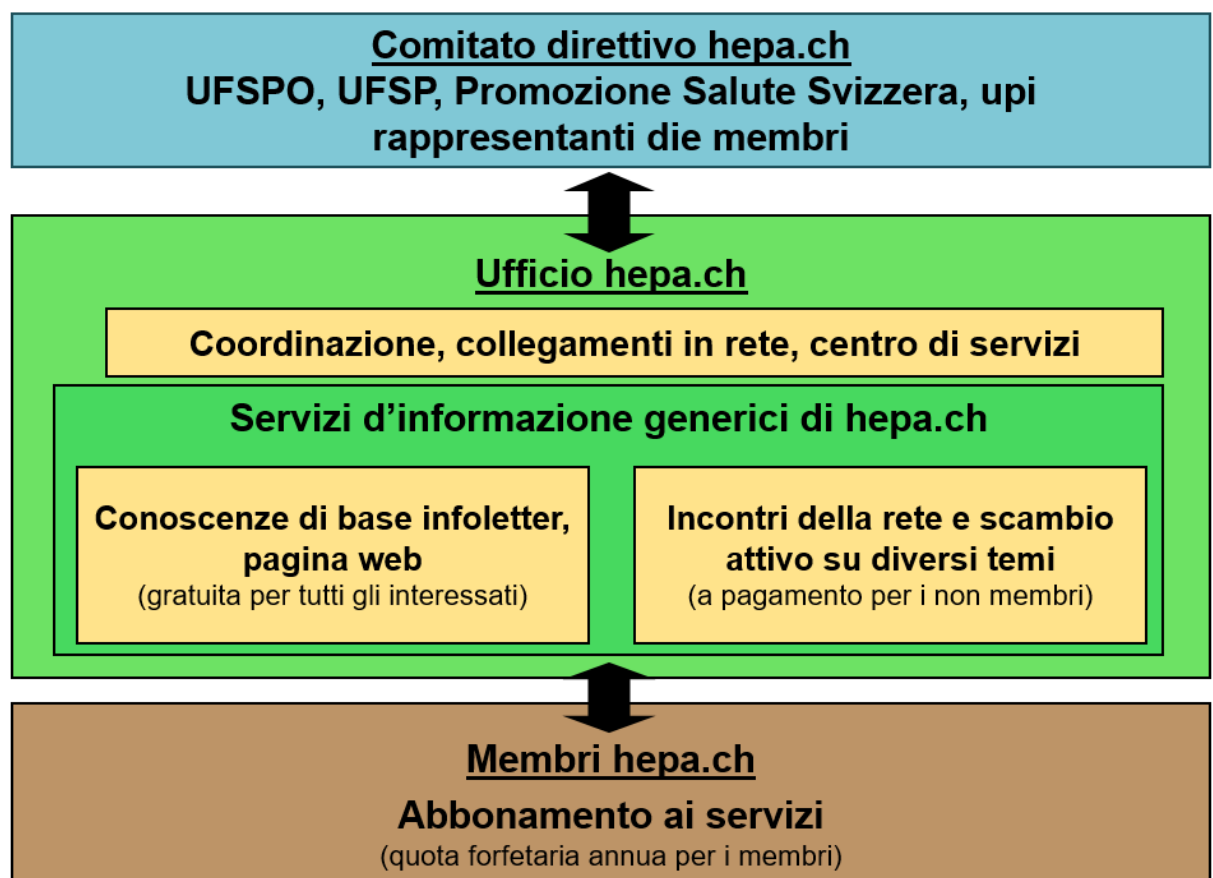 Comitato direttivo hepa.ch
UFSPO, UFSP, Promozione Salute Svizzera, upi
rappresentanti die membri
Ufficio hepa.ch
Coordinazione, collegamenti in rete, centro di servizi
Servizi d’informazione generici di hepa.ch
Conoscenze di base infoletter,
pagina web
(gratuita per tutti gli interessati)
Incontri della rete e scambio
attivo su diversi temi
(a pagamento per i non membri)
Membri hepa.ch
Abbonamento ai servizi
(quota forfetaria annua per i membri)